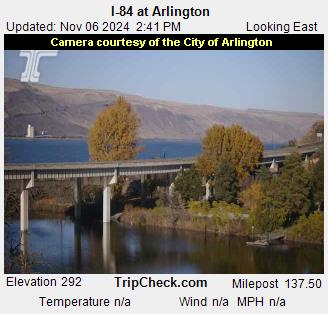 I-84 at Arlington
Updated: Nov 06 2024 2:41 PM Looking East
Camera courtesy of the City of Arlington
Elevation 292 TripCheck.com Milepost 137.50
Temperature n/a Wind n/a MPH n/a